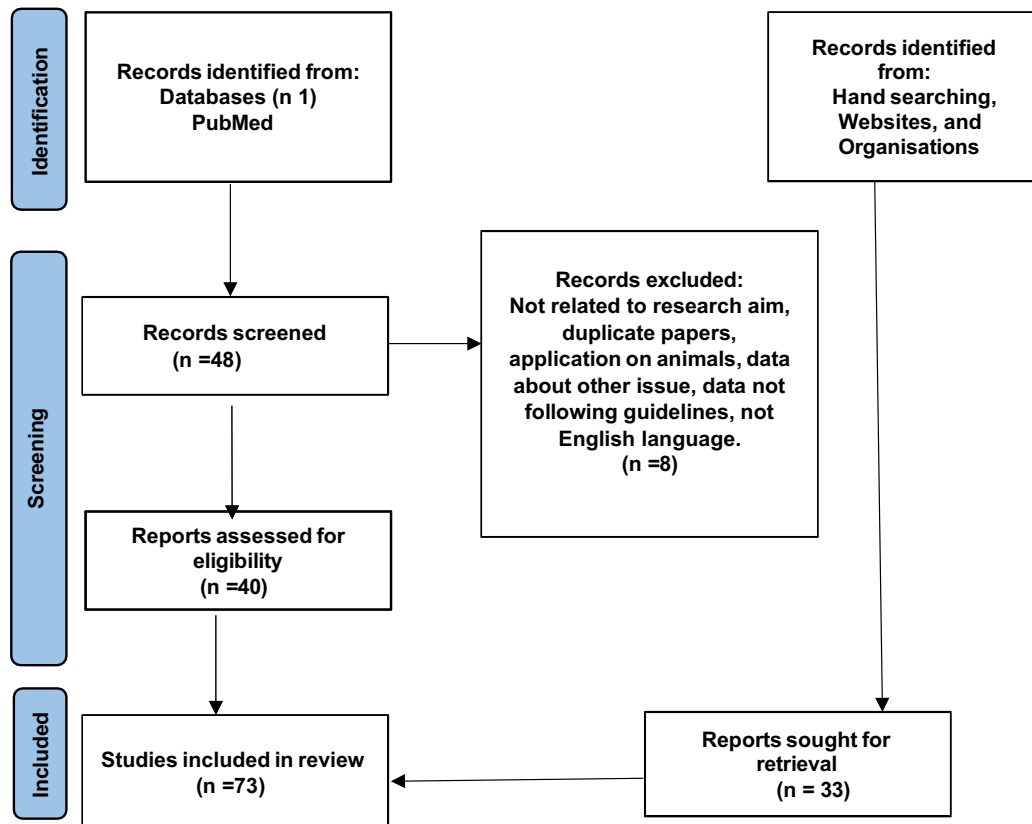 Identification
Records identified from:
Databases (n 1)
PubMed
Records identified
from:
Hand searching,
Websites, and
Organisations
Screening
Records screened
(n =48)
Records excluded:
Not related to research aim,
duplicate papers,
application on animals, data
about other issue, data not
following guidelines, not
English language.
(n =8)
Reports assessed for
eligibility
(n =40)
Included
Studies included in review
(n =73)
Reports sought for
retrieval
(n = 33)